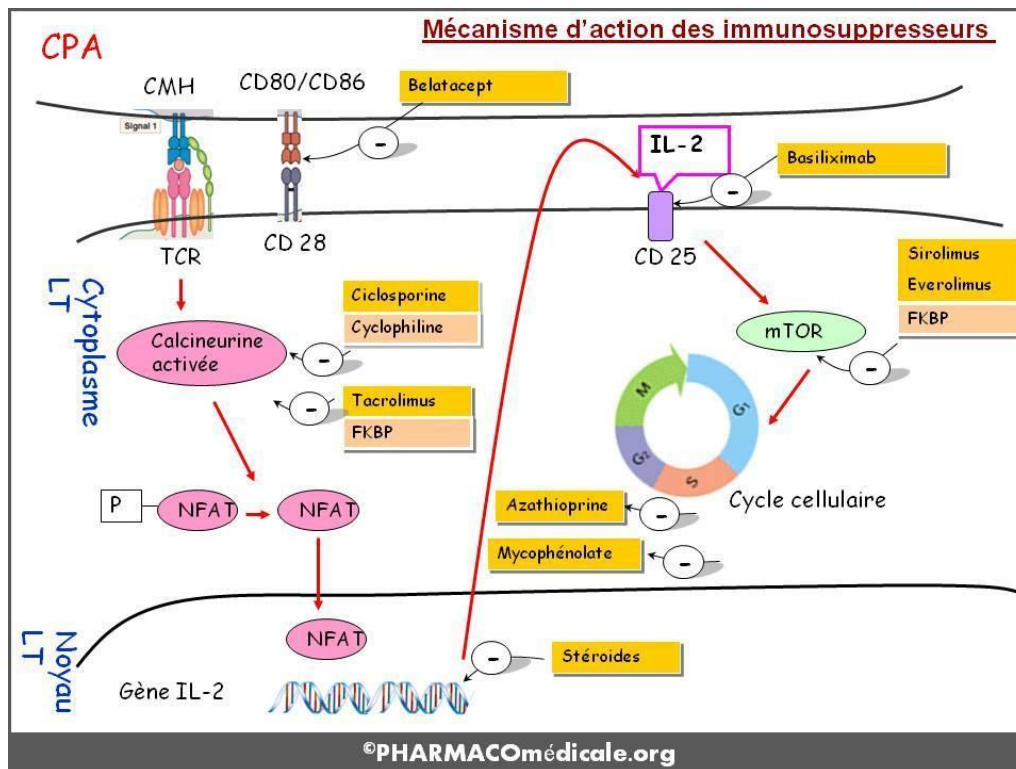 Mécanisme d'action des immunosuppresseurs
CPA
CMH
CD80/CD86
Belatacept
Signal 1
-
IL-2
Basiliximab
-
-
TCR
CD 28
CD 25
Cytoplasme
LT
Sirolimus
Everolimus
FKBP
Ciclosporine
Cyclophiline
Calcineurine
activée
-
mTOR
-
Tacrolimus
FKBP
-
M
G1
G2
S
Cycle cellulaire
P
NFAT
NFAT
Azathioprine
-
Mycophénolate
-
Noyau
LT
NFAT
-
Stéroides
Gène IL-2
©PHARMACOmédicale.org